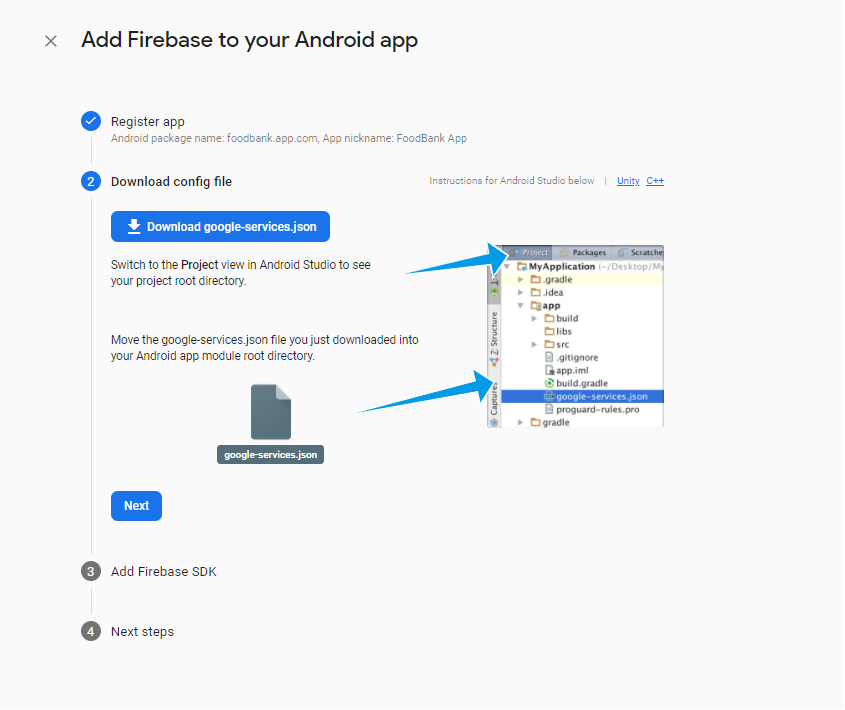 Add Firebase to your Android app
Register app
Android package name: foodbank.app.com, App nickname: FoodBank App
2 Download config file
Instructions for Android Studio below | Unity C++
Download google-services.json
Switch to the Project view in Android Studio to see
your project root directory.
Move the google-services.json file you just downloaded into
your Android app module root directory.
google-services.json
Next
Project Packages Scratche
MyApplication (~/Desktop/My
.gradle
.idea
app
build
libs
src
.gitignore
app.iml
build.gradle
google-services.json
proguard-rules.pro
gradle
Z: Structure
Captures
3 Add Firebase SDK
4 Next steps